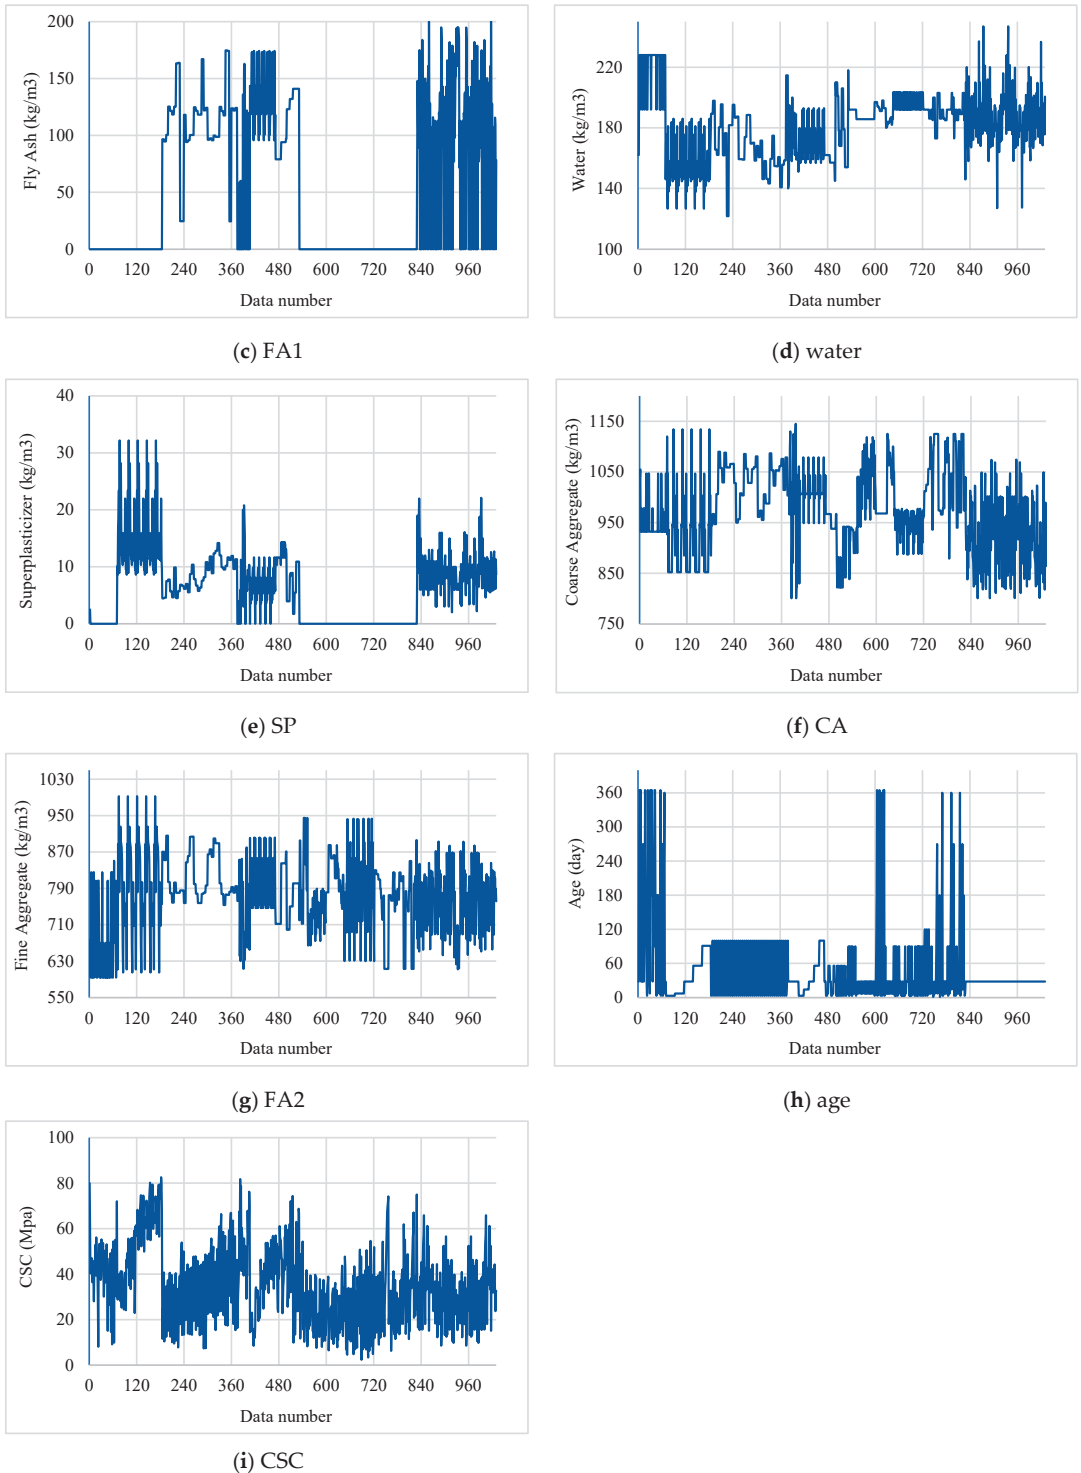 200
150
100
50
0
Fly Ash (kg/m3)
0 120 240 360 480 600 720 840 960
Data number
(c) FA1
220
180
140
100
Water (kg/m3)
0 120 240 360 480 600 720 840 960
Data number
(d) water
40
30
20
10
0
Superplasticizer (kg/m3)
0 120 240 360 480 600 720 840 960
Data number
(e) SP
1150
1050
950
850
750
Coarse Aggregate (kg/m3)
0 120 240 360 480 600 720 840 960
Data number
(f) CA
1030
950
870
790
710
630
550
Fine Aggregate (kg/m3)
0 120 240 360 480 600 720 840 960
Data number
(g) FA2
360
300
240
180
120
60
0
Age (day)
0 120 240 360 480 600 720 840 960
Data number
(h) age
100
80
60
40
20
0
CSC (Mpa)
0 120 240 360 480 600 720 840 960
Data number
(i) CSC